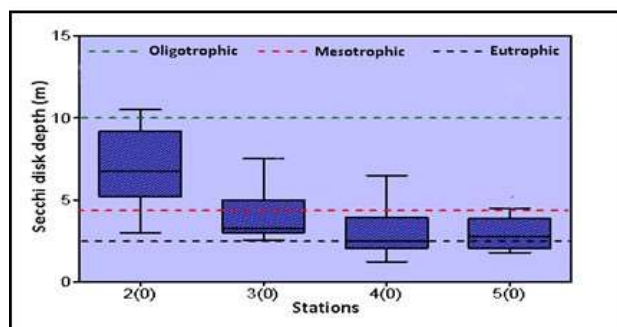 15
Oligotrophic Mesotrophic Eutrophic
10
5
0
Secchi disk depth (m)
2(0) 3(0) 4(0) 5(0)
Stations